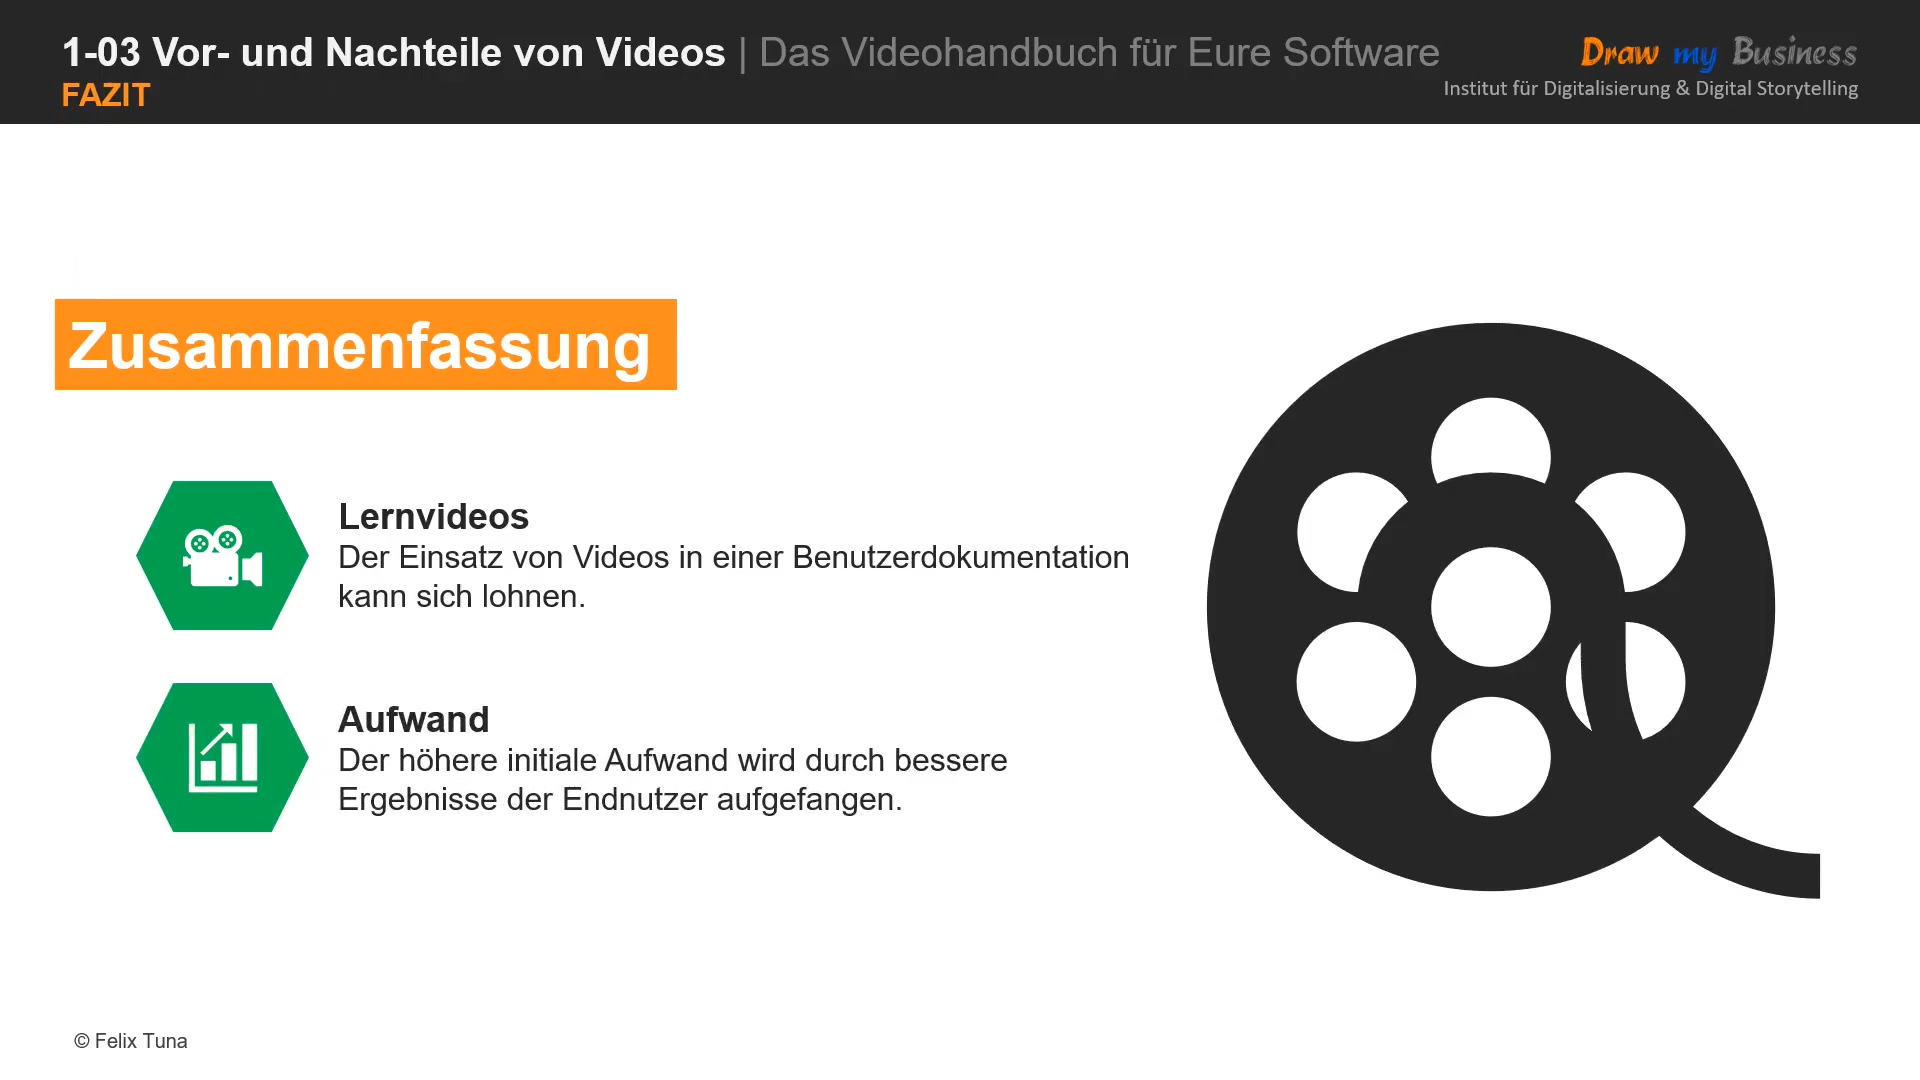 1-03 Vor- und Nachteile von Videos | Das Videohandbuch für Eure Software
FAZIT
Draw my Business
Institut für Digitalisierung & Digital Storytelling
Zusammenfassung
Lernvideos
Der Einsatz von Videos in einer Benutzerdokumentation
kann sich lohnen.
Aufwand
Der höhere initiale Aufwand wird durch bessere
Ergebnisse der Endnutzer aufgefangen.
© Felix Tuna